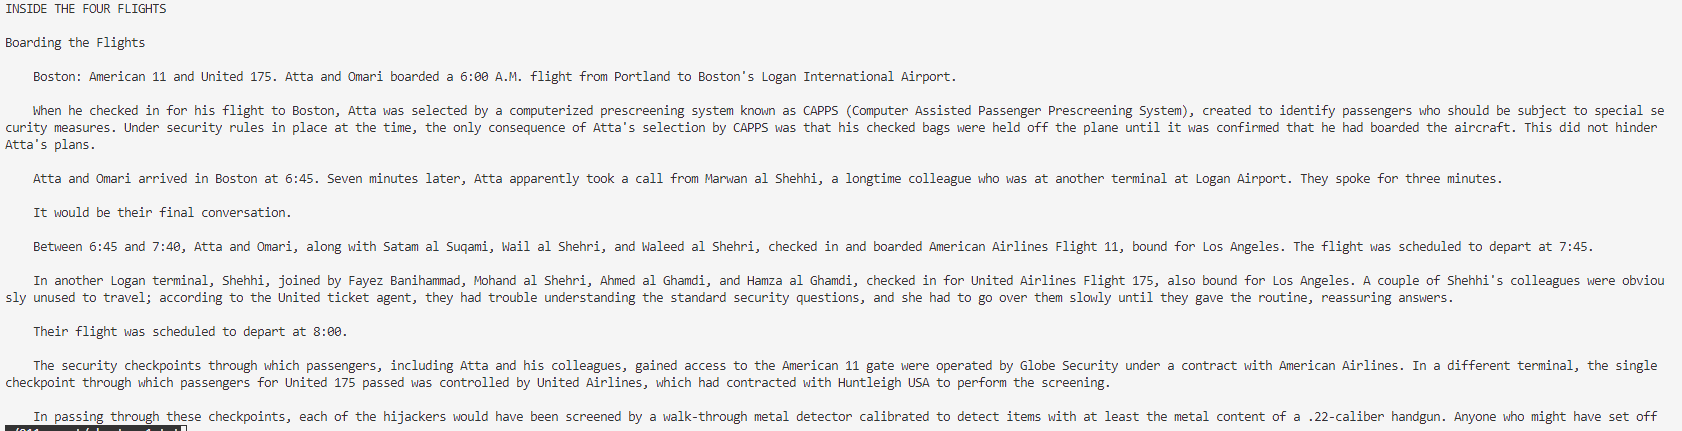 INSIDE THE FOUR FLIGHTS
Boarding the Flights
Boston: American 11 and United 175. Atta and Omari boarded a 6:00 A.M. flight from Portland to Boston's Logan International Airport.
When he checked in for his flight to Boston, Atta was selected by a computerized prescreening system known as CAPPS (Computer Assisted Passenger Prescreening System), created to identify passengers who should be subject to special se
curity measures. Under security rules in place at the time, the only consequence of Atta's selection by CAPPS was that his checked bags were held off the plane until it was confirmed that he had boarded the aircraft. This did not hinder
Atta's plans.
Atta and Omari arrived in Boston at 6:45. Seven minutes later, Atta apparently took a call from Marwan al Shehhi, a longtime colleague who was at another terminal at Logan Airport. They spoke for three minutes.
It would be their final conversation.
Between 6:45 and 7:40, Atta and Omari, along with Satam al Suqami, Wail al Shehri, and Waleed al Shehri, checked in and boarded American Airlines Flight 11, bound for Los Angeles. The flight was scheduled to depart at 7:45.
In another Logan terminal, Shehhi, joined by Fayez Banihammad, Mohand al Shehri, Ahmed al Ghamdi, and Hamza al Ghamdi, checked in for United Airlines Flight 175, also bound for Los Angeles. A couple of Shehhi's colleagues were obviou
sly unused to travel; according to the United ticket agent, they had trouble understanding the standard security questions, and she had to go over them slowly until they gave the routine, reassuring answers.
Their flight was scheduled to depart at 8:00.
The security checkpoints through which passengers, including Atta and his colleagues, gained access to the American 11 gate were operated by Globe Security under a contract with American Airlines. In a different terminal, the single
checkpoint through which passengers for United 175 passed was controlled by United Airlines, which had contracted with Huntleigh USA to perform the screening.
In passing through these checkpoints, each of the hijackers would have been screened by a walk-through metal detector calibrated to detect items with at least the metal content of a .22-caliber handgun. Anyone who might have set off